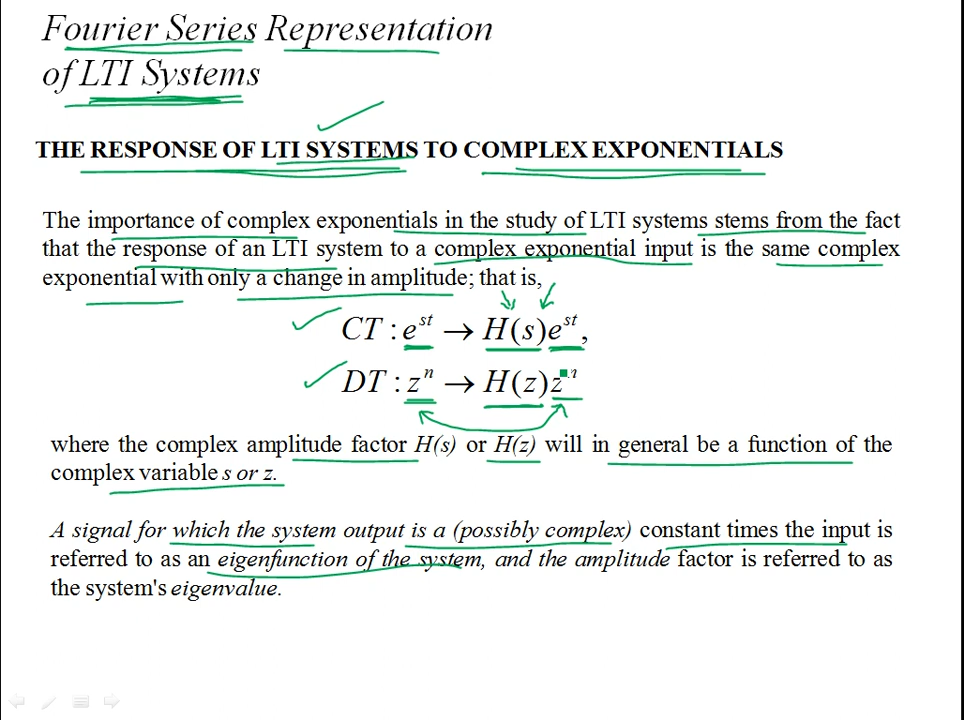 Fourier Series Representation
of LTI Systems
THE RESPONSE OF LTI SYSTEMS TO COMPLEX EXPONENTIALS
The importance of complex exponentials in the study of LTI systems stems from the fact
that the response of an LTI system to a complex exponential input is the same complex
exponential with only a change in amplitude; that is,
CT : e^{st} → H(s)e^{st},
DT : z^n → H(z)z^n
where the complex amplitude factor H(s) or H(z) will in general be a function of the
complex variable s or z.
A signal for which the system output is a (possibly complex) constant times the input is
referred to as an eigenfunction of the system, and the amplitude factor is referred to as
the system's eigenvalue.